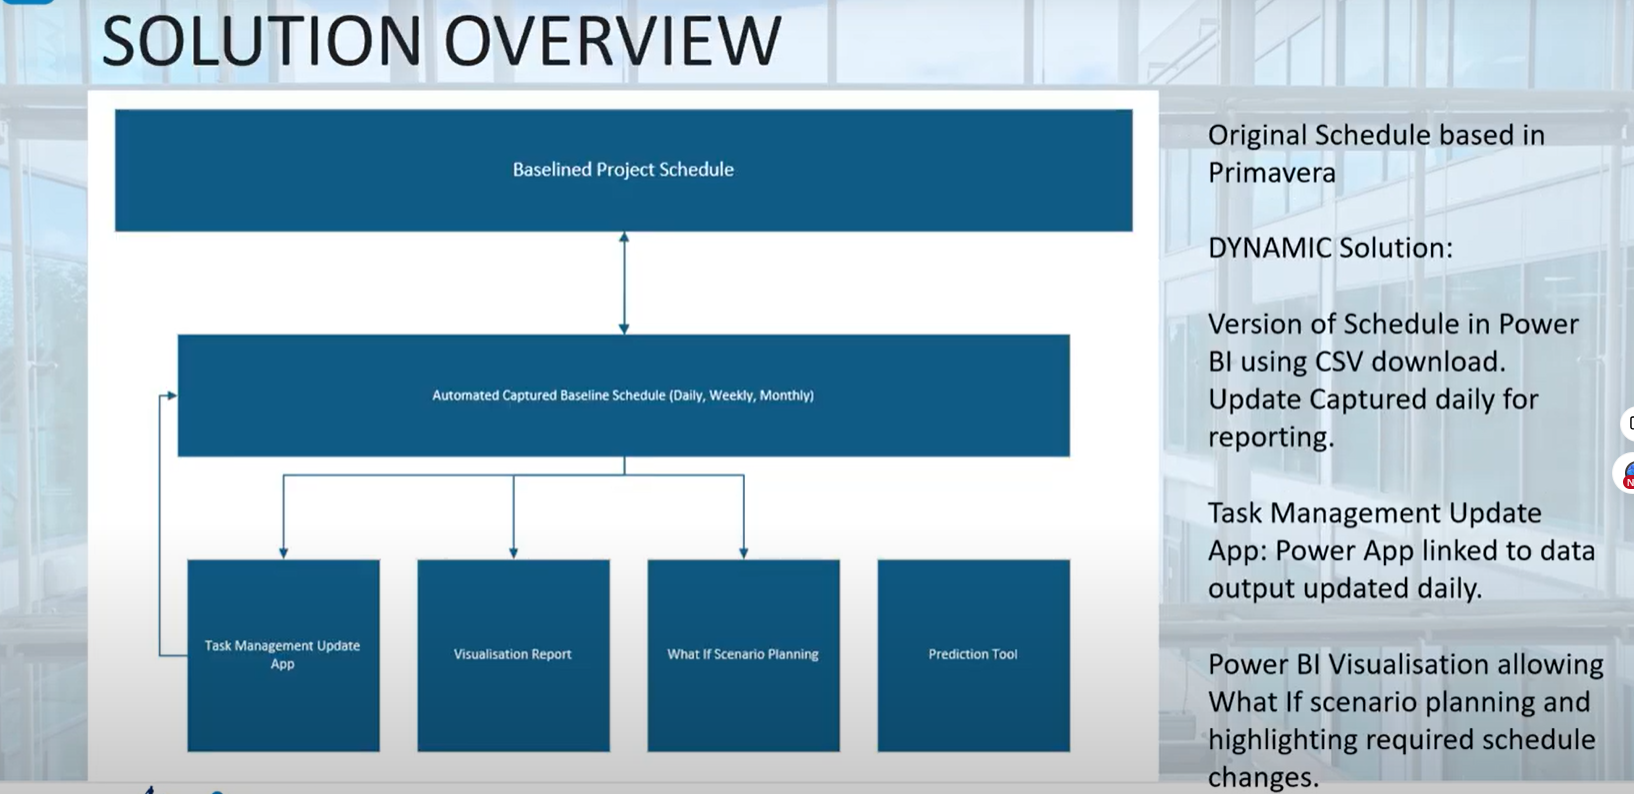 SOLUTION OVERVIEW
Baselined Project Schedule
Automated Captured Baseline Schedule (Daily, Weekly, Monthly)
Task Management Update
App
Visualisation Report
What If Scenario Planning
Prediction Tool
Original Schedule based in
Primavera
DYNAMIC Solution:
Version of Schedule in Power
BI using CSV download.
Update Captured daily for
reporting.
Task Management Update
App: Power App linked to data
output updated daily.
Power BI Visualisation allowing
What If scenario planning and
highlighting required schedule
changes.